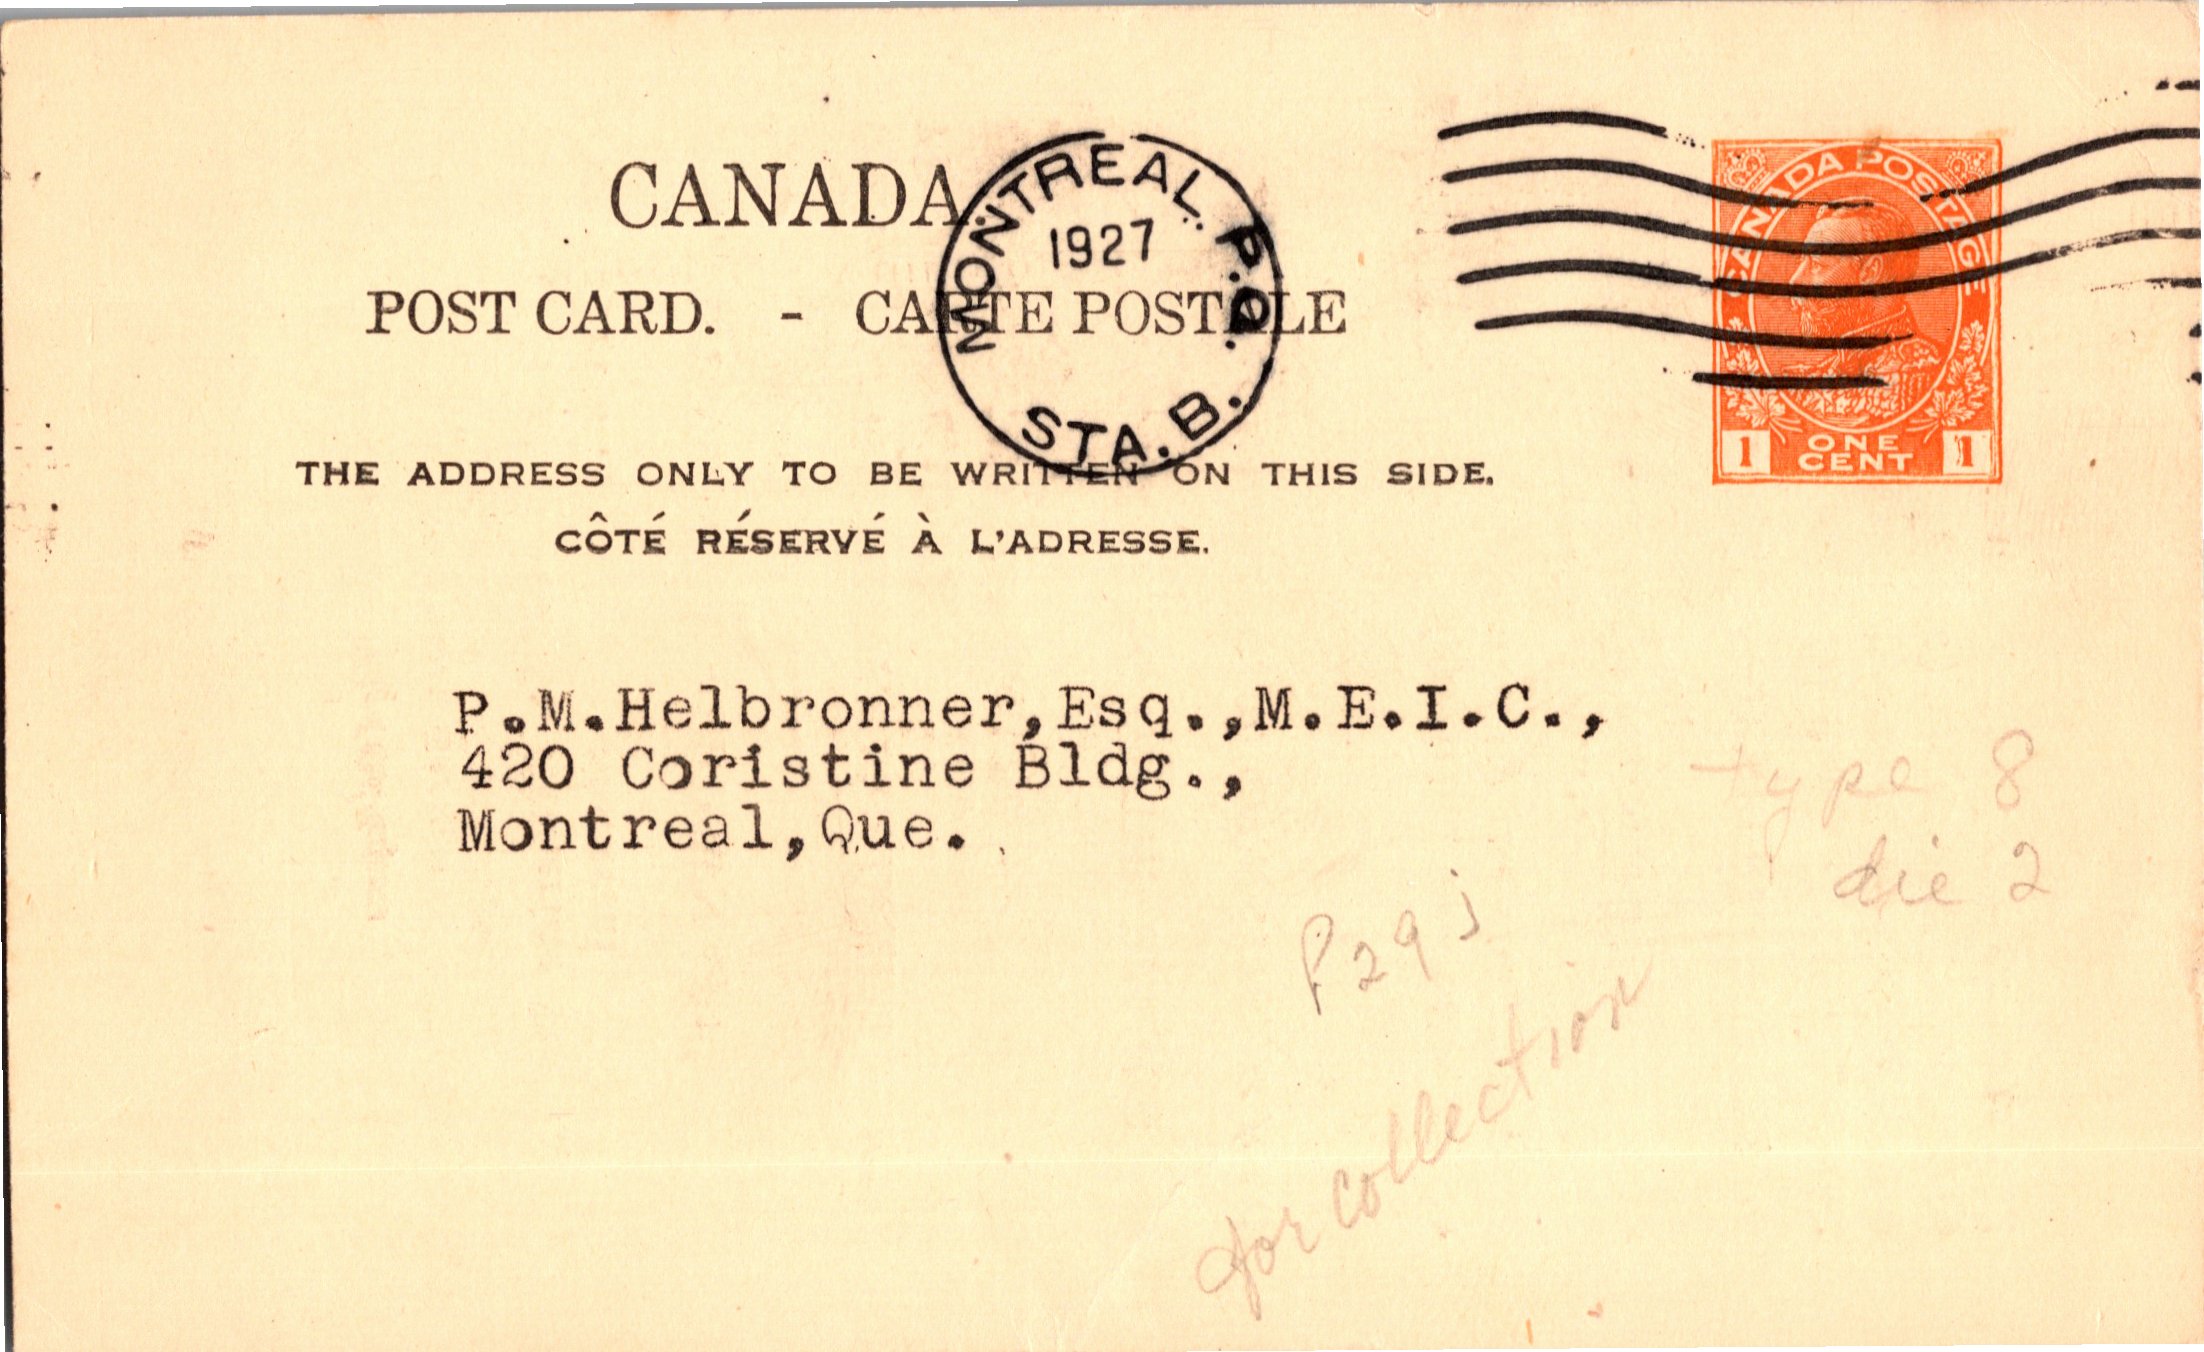 CANADA
POST CARD. - CARTE POSTALE
MONTREAL. P.Q.
1927
STA. B.
CANADA POSTAGE
1 ONE CENT 1
THE ADDRESS ONLY TO BE WRITTEN ON THIS SIDE.
CÔTÉ RÉSERVÉ À L'ADRESSE.
P.M.Helbronner,Esq.,M.E.I.C.,
420 Coristine Bldg.,
Montreal,Que.
type 8
die 2
P29j
for collection